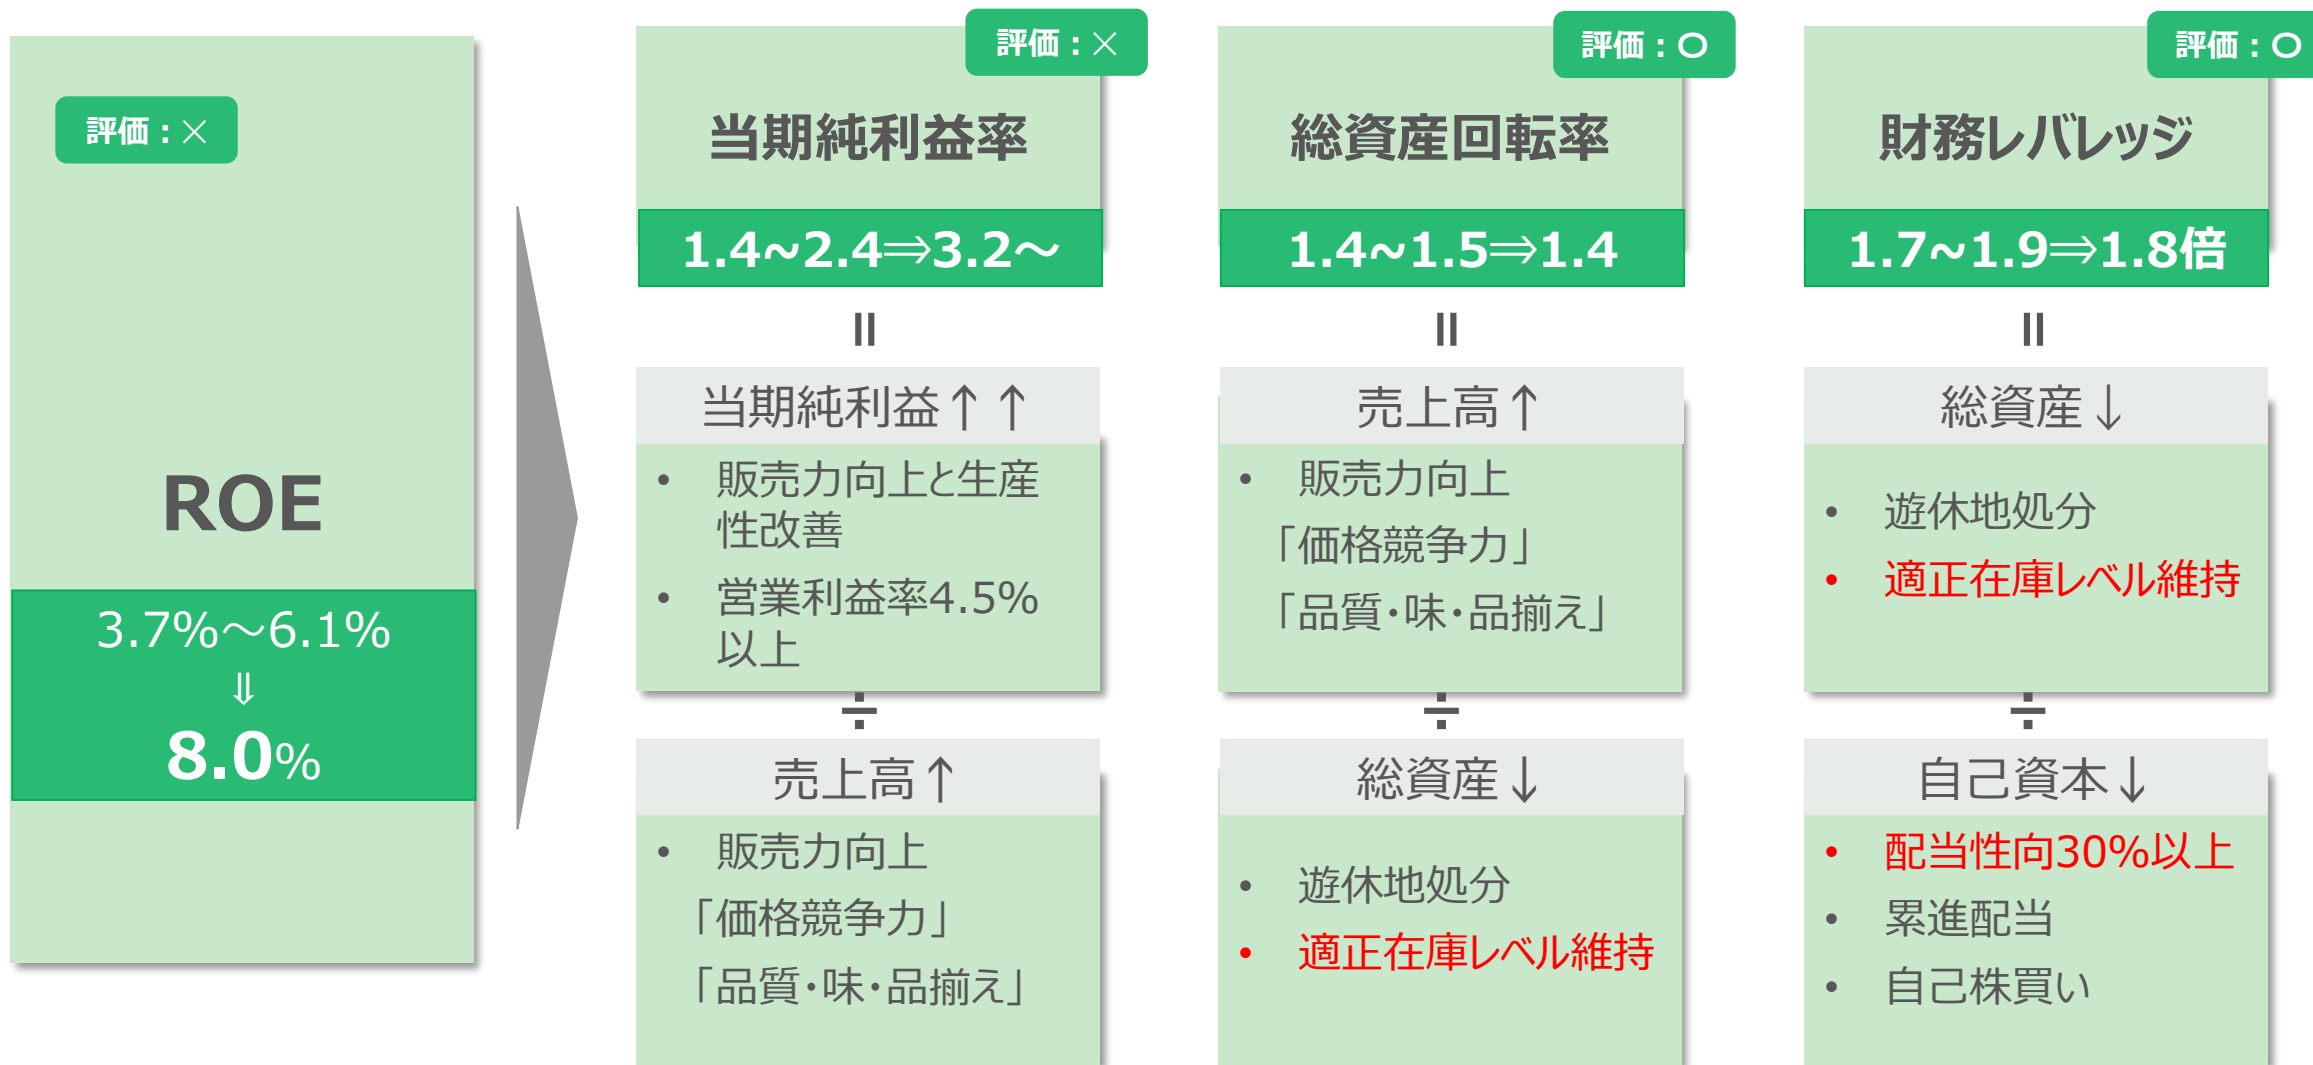 評価：×
ROE
3.7%～6.1%
⇓
8.0%
評価：×
当期純利益率
1.4~2.4⇒3.2～
=
当期純利益↑↑
• 販売力向上と生産
性改善
• 営業利益率4.5%
以上
÷
売上高↑
• 販売力向上
「価格競争力」
「品質・味・品揃え」
評価：○
総資産回転率
1.4~1.5⇒1.4
=
売上高↑
• 販売力向上
「価格競争力」
「品質・味・品揃え」
÷
総資産↓
• 遊休地処分
• 適正在庫レベル維持
評価：○
財務レバレッジ
1.7~1.9⇒1.8倍
=
総資産↓
• 遊休地処分
• 適正在庫レベル維持
÷
自己資本↓
• 配当性向30%以上
• 累進配当
• 自己株買い